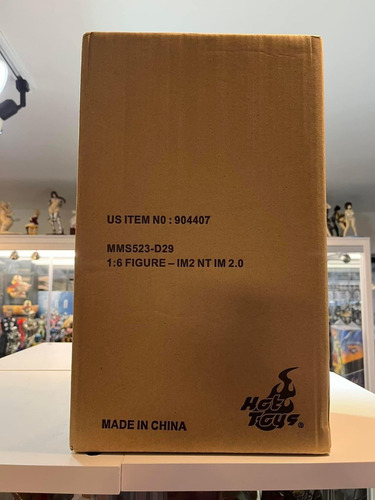 US ITEM N0 : 904407
MMS523-D29
1:6 FIGURE – IM2 NT IM 2.0
MADE IN CHINA
Hot
Toys®